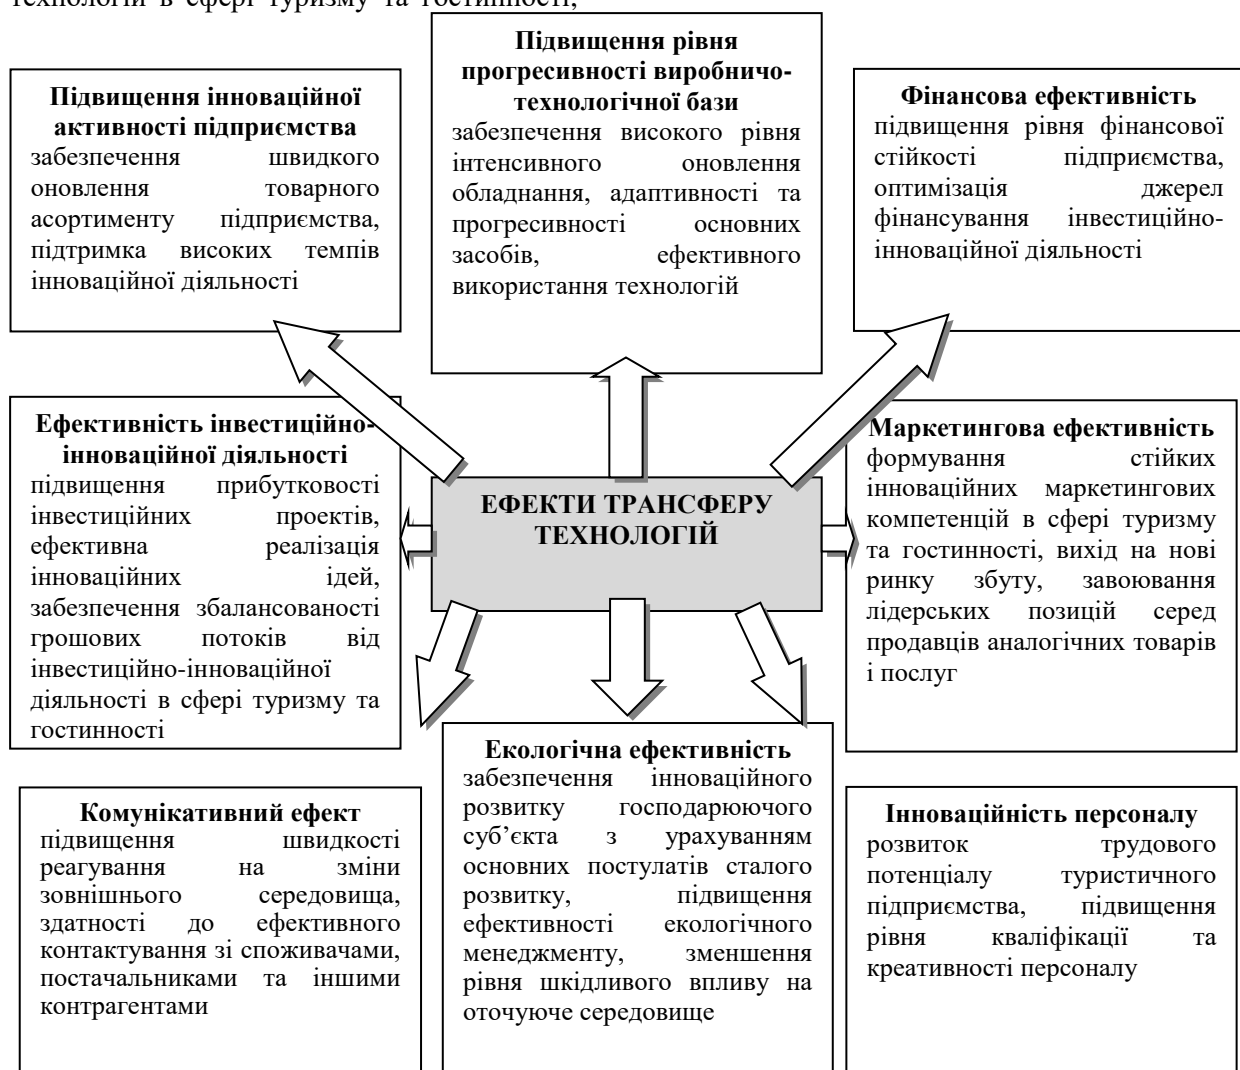 технологій в сфері туризму та гостинності,
Підвищення рівня
прогресивності виробничо-
технологічної бази
забезпечення високого рівня
інтенсивного оновлення
обладнання, адаптивності та
прогресивності основних
засобів, ефективного
використання технологій
Підвищення інноваційної
активності підприємства
забезпечення швидкого
оновлення товарного
асортименту підприємства,
підтримка високих темпів
інноваційної діяльності
Фінансова ефективність
підвищення рівня фінансової
стійкості підприємства,
оптимізація джерел
фінансування інвестиційно-
інноваційної діяльності
Ефективність інвестиційно-
інноваційної діяльності
підвищення прибутковості
інвестиційних проектів,
ефективна реалізація
інноваційних ідей,
забезпечення збалансованості
грошових потоків від
інвестиційно-інноваційної
діяльності в сфері туризму та
гостинності
ЕФЕКТИ ТРАНСФЕРУ
ТЕХНОЛОГІЙ
Маркетингова ефективність
формування стійких
інноваційних маркетингових
компетенцій в сфері туризму
та гостинності, вихід на нові
ринку збуту, завоювання
лідерських позицій серед
продавців аналогічних товарів
і послуг
Комунікативний ефект
підвищення швидкості
реагування на зміни
зовнішнього середовища,
здатності до ефективного
контактування зі споживачами,
постачальниками та іншими
контрагентами
Екологічна ефективність
забезпечення інноваційного
розвитку господарюючого
суб’єкта з урахуванням
основних постулатів сталого
розвитку, підвищення
ефективності екологічного
менеджменту, зменшення
рівня шкідливого впливу на
оточуюче середовище
Інноваційність персоналу
розвиток трудового
потенціалу туристичного
підприємства, підвищення
рівня кваліфікації та
креативності персоналу